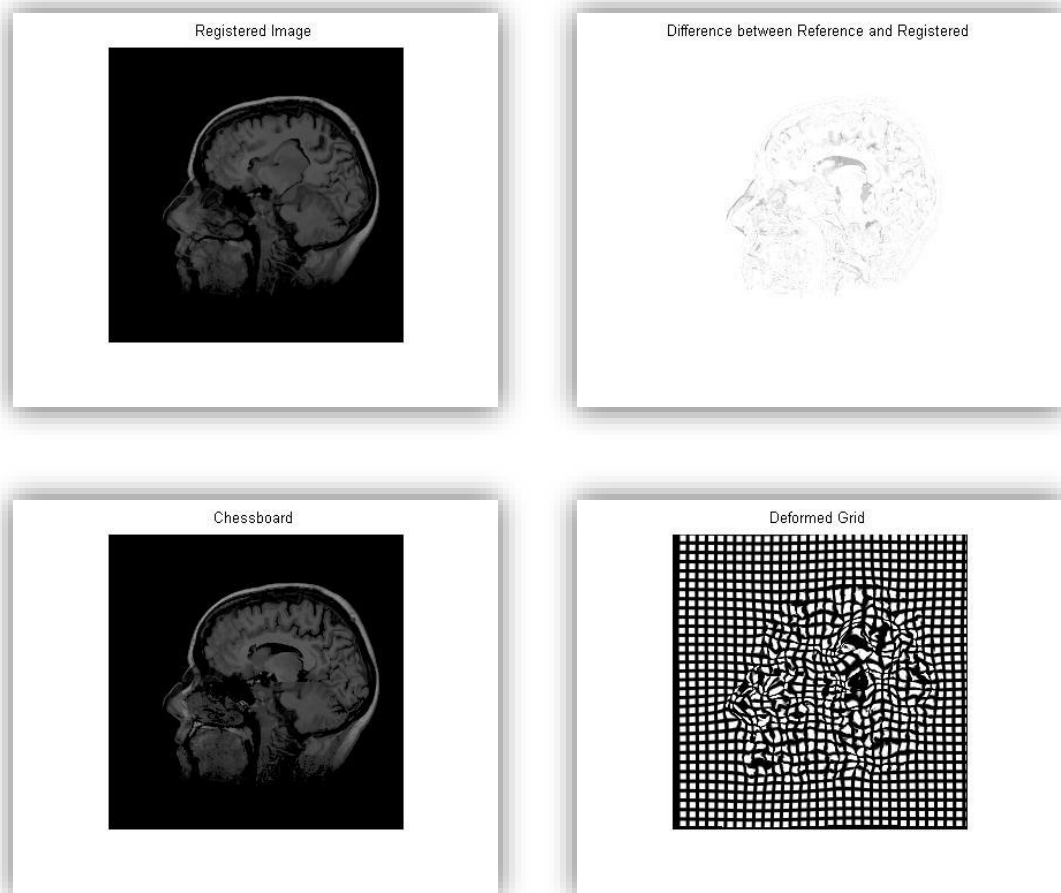 Registered Image
Difference between Reference and Registered
Chessboard
Deformed Grid